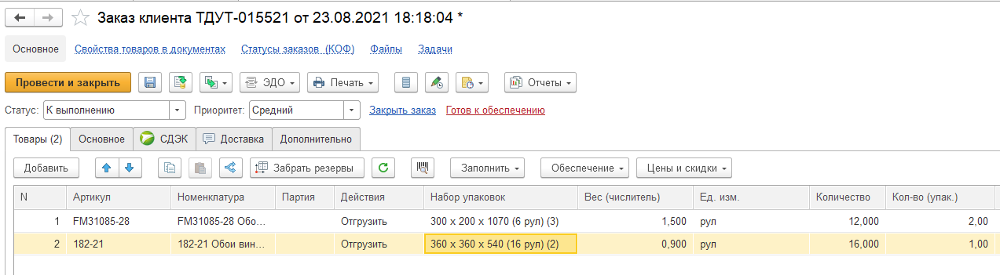 Заказ клиента ТДУТ-015521 от 23.08.2021 18:18:04 *
Основное Свойства товаров в документах Статусы заказов (КОФ) Файлы Задачи
Провести и закрыть ЭДО Печать Отчеты
Статус: К выполнению Приоритет: Средний Закрыть заказ Готов к обеспечению
Товары (2) Основное СДЭК Доставка Дополнительно
Добавить Забрать резервы Заполнить Обеспечение Цены и скидки
N Артикул Номенклатура Партия Действия Набор упаковок Вес (числитель) Ед. изм. Количество Кол-во (упак.)
1 FM31085-28 FM31085-28 Обо... Отгрузить 300 x 200 x 1070 (6 рул) (3) 1,500 рул 12,000 2,00
2 182-21 182-21 Обои вин... Отгрузить 360 x 360 x 540 (16 рул) (2) 0,900 рул 16,000 1,00